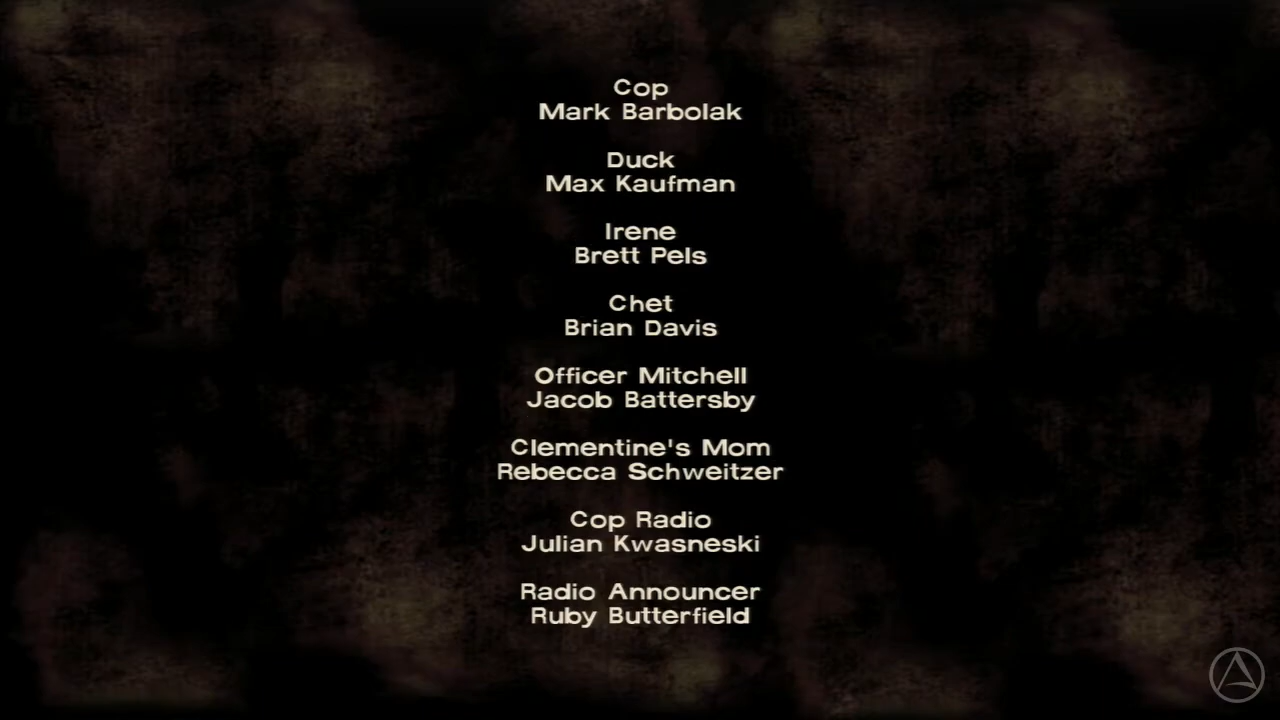 Cop
Mark Barbolak
Duck
Max Kaufman
Irene
Brett Pels
Chet
Brian Davis
Officer Mitchell
Jacob Battersby
Clementine's Mom
Rebecca Schweitzer
Cop Radio
Julian Kwasneski
Radio Announcer
Ruby Butterfield